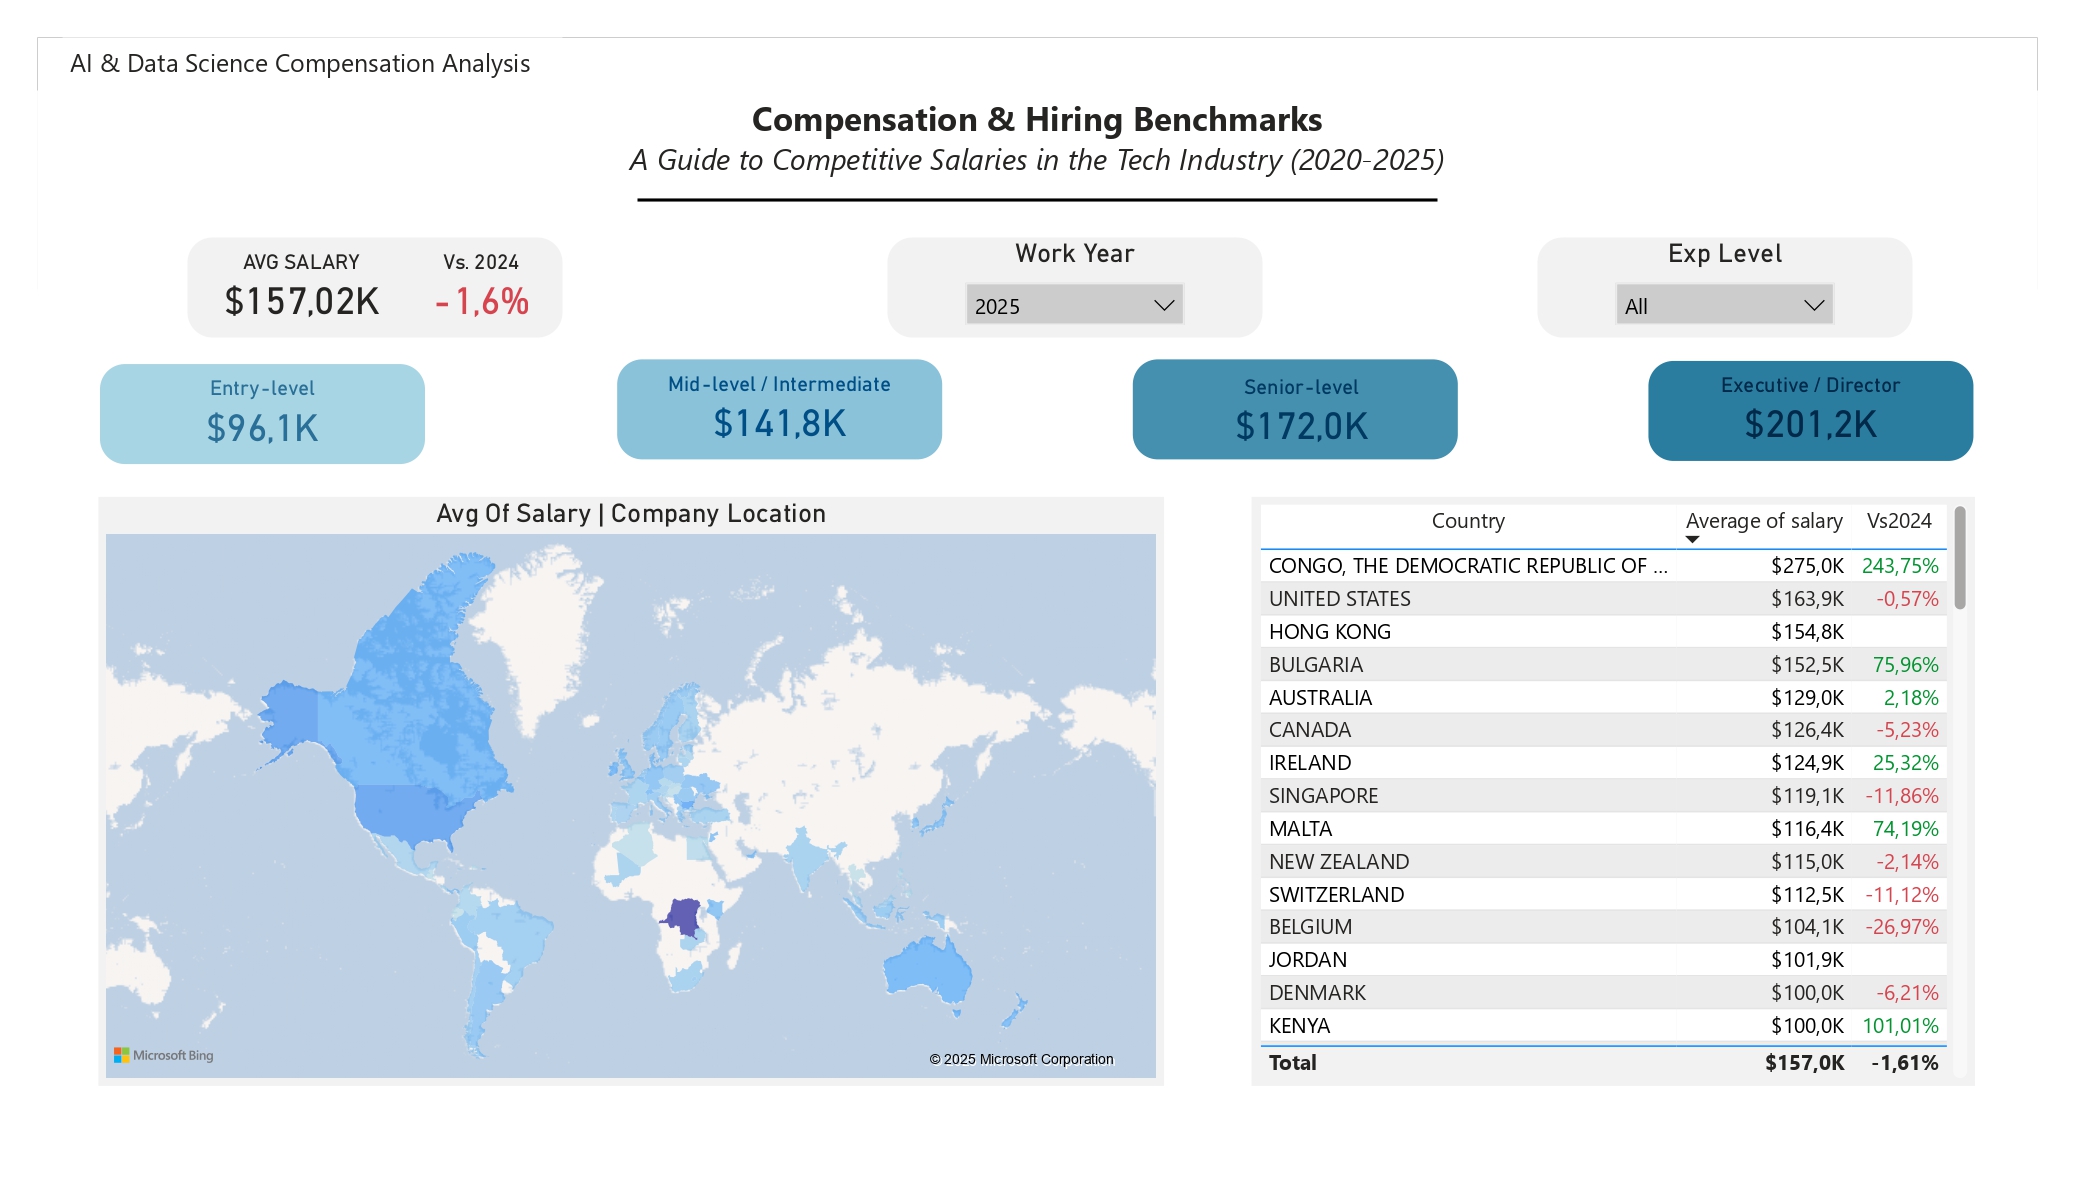 AI & Data Science Compensation Analysis
Compensation & Hiring Benchmarks
A Guide to Competitive Salaries in the Tech Industry (2020-2025)
AVG SALARY Vs. 2024
$157,02K -1,6%
Work Year
2025
Exp Level
All
Entry-level
$96,1K
Mid-level / Intermediate
$141,8K
Senior-level
$172,0K
Executive / Director
$201,2K
Avg Of Salary | Company Location
Microsoft Bing
© 2025 Microsoft Corporation
Country Average of salary Vs2024
CONGO, THE DEMOCRATIC REPUBLIC OF ... $275,0K 243,75%
UNITED STATES $163,9K -0,57%
HONG KONG $154,8K
BULGARIA $152,5K 75,96%
AUSTRALIA $129,0K 2,18%
CANADA $126,4K -5,23%
IRELAND $124,9K 25,32%
SINGAPORE $119,1K -11,86%
MALTA $116,4K 74,19%
NEW ZEALAND $115,0K -2,14%
SWITZERLAND $112,5K -11,12%
BELGIUM $104,1K -26,97%
JORDAN $101,9K
DENMARK $100,0K -6,21%
KENYA $100,0K 101,01%
Total $157,0K -1,61%